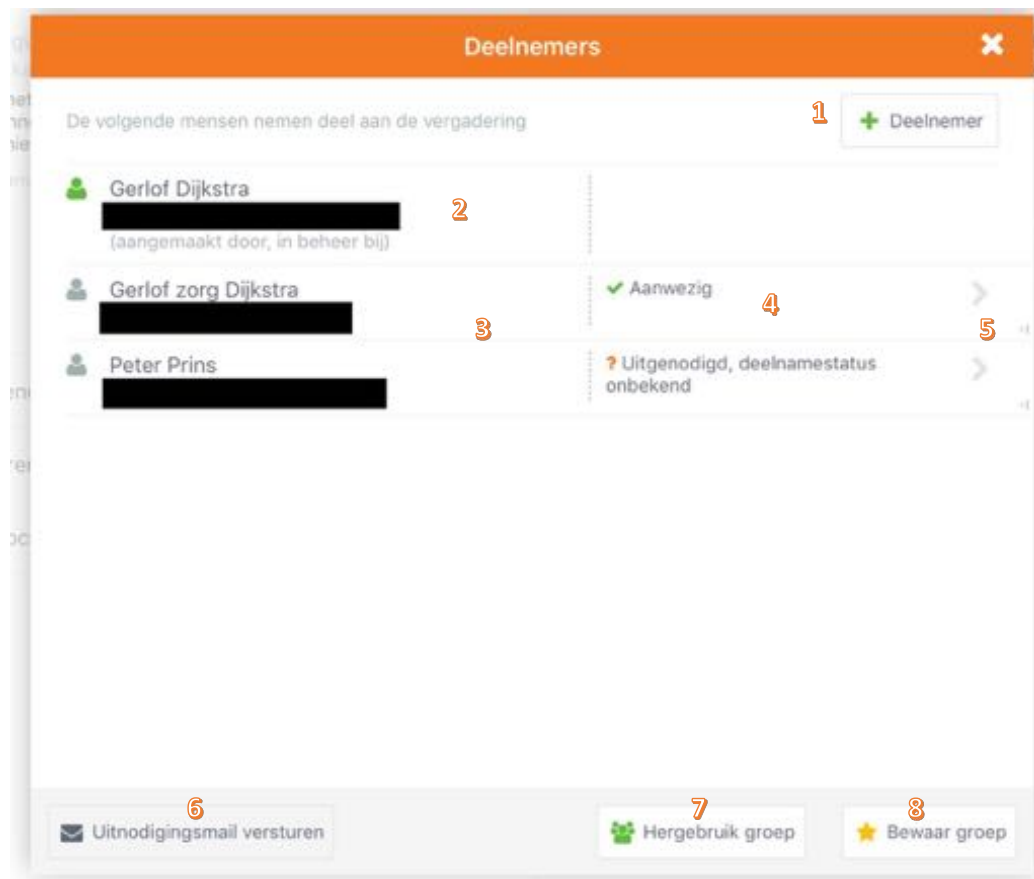 Deelnemers
De volgende mensen nemen deel aan de vergadering
1
Deelnemer
Gerlof Dijkstra
2
(aangemaakt door, in beheer bij)
Gerlof zorg Dijkstra
Aanwezig
3
4
5
Peter Prins
? Uitgenodigd, deelnamestatus
onbekend
6
7
8
Uitnodigingsmail versturen
Hergebruik groep
Bewaar groep